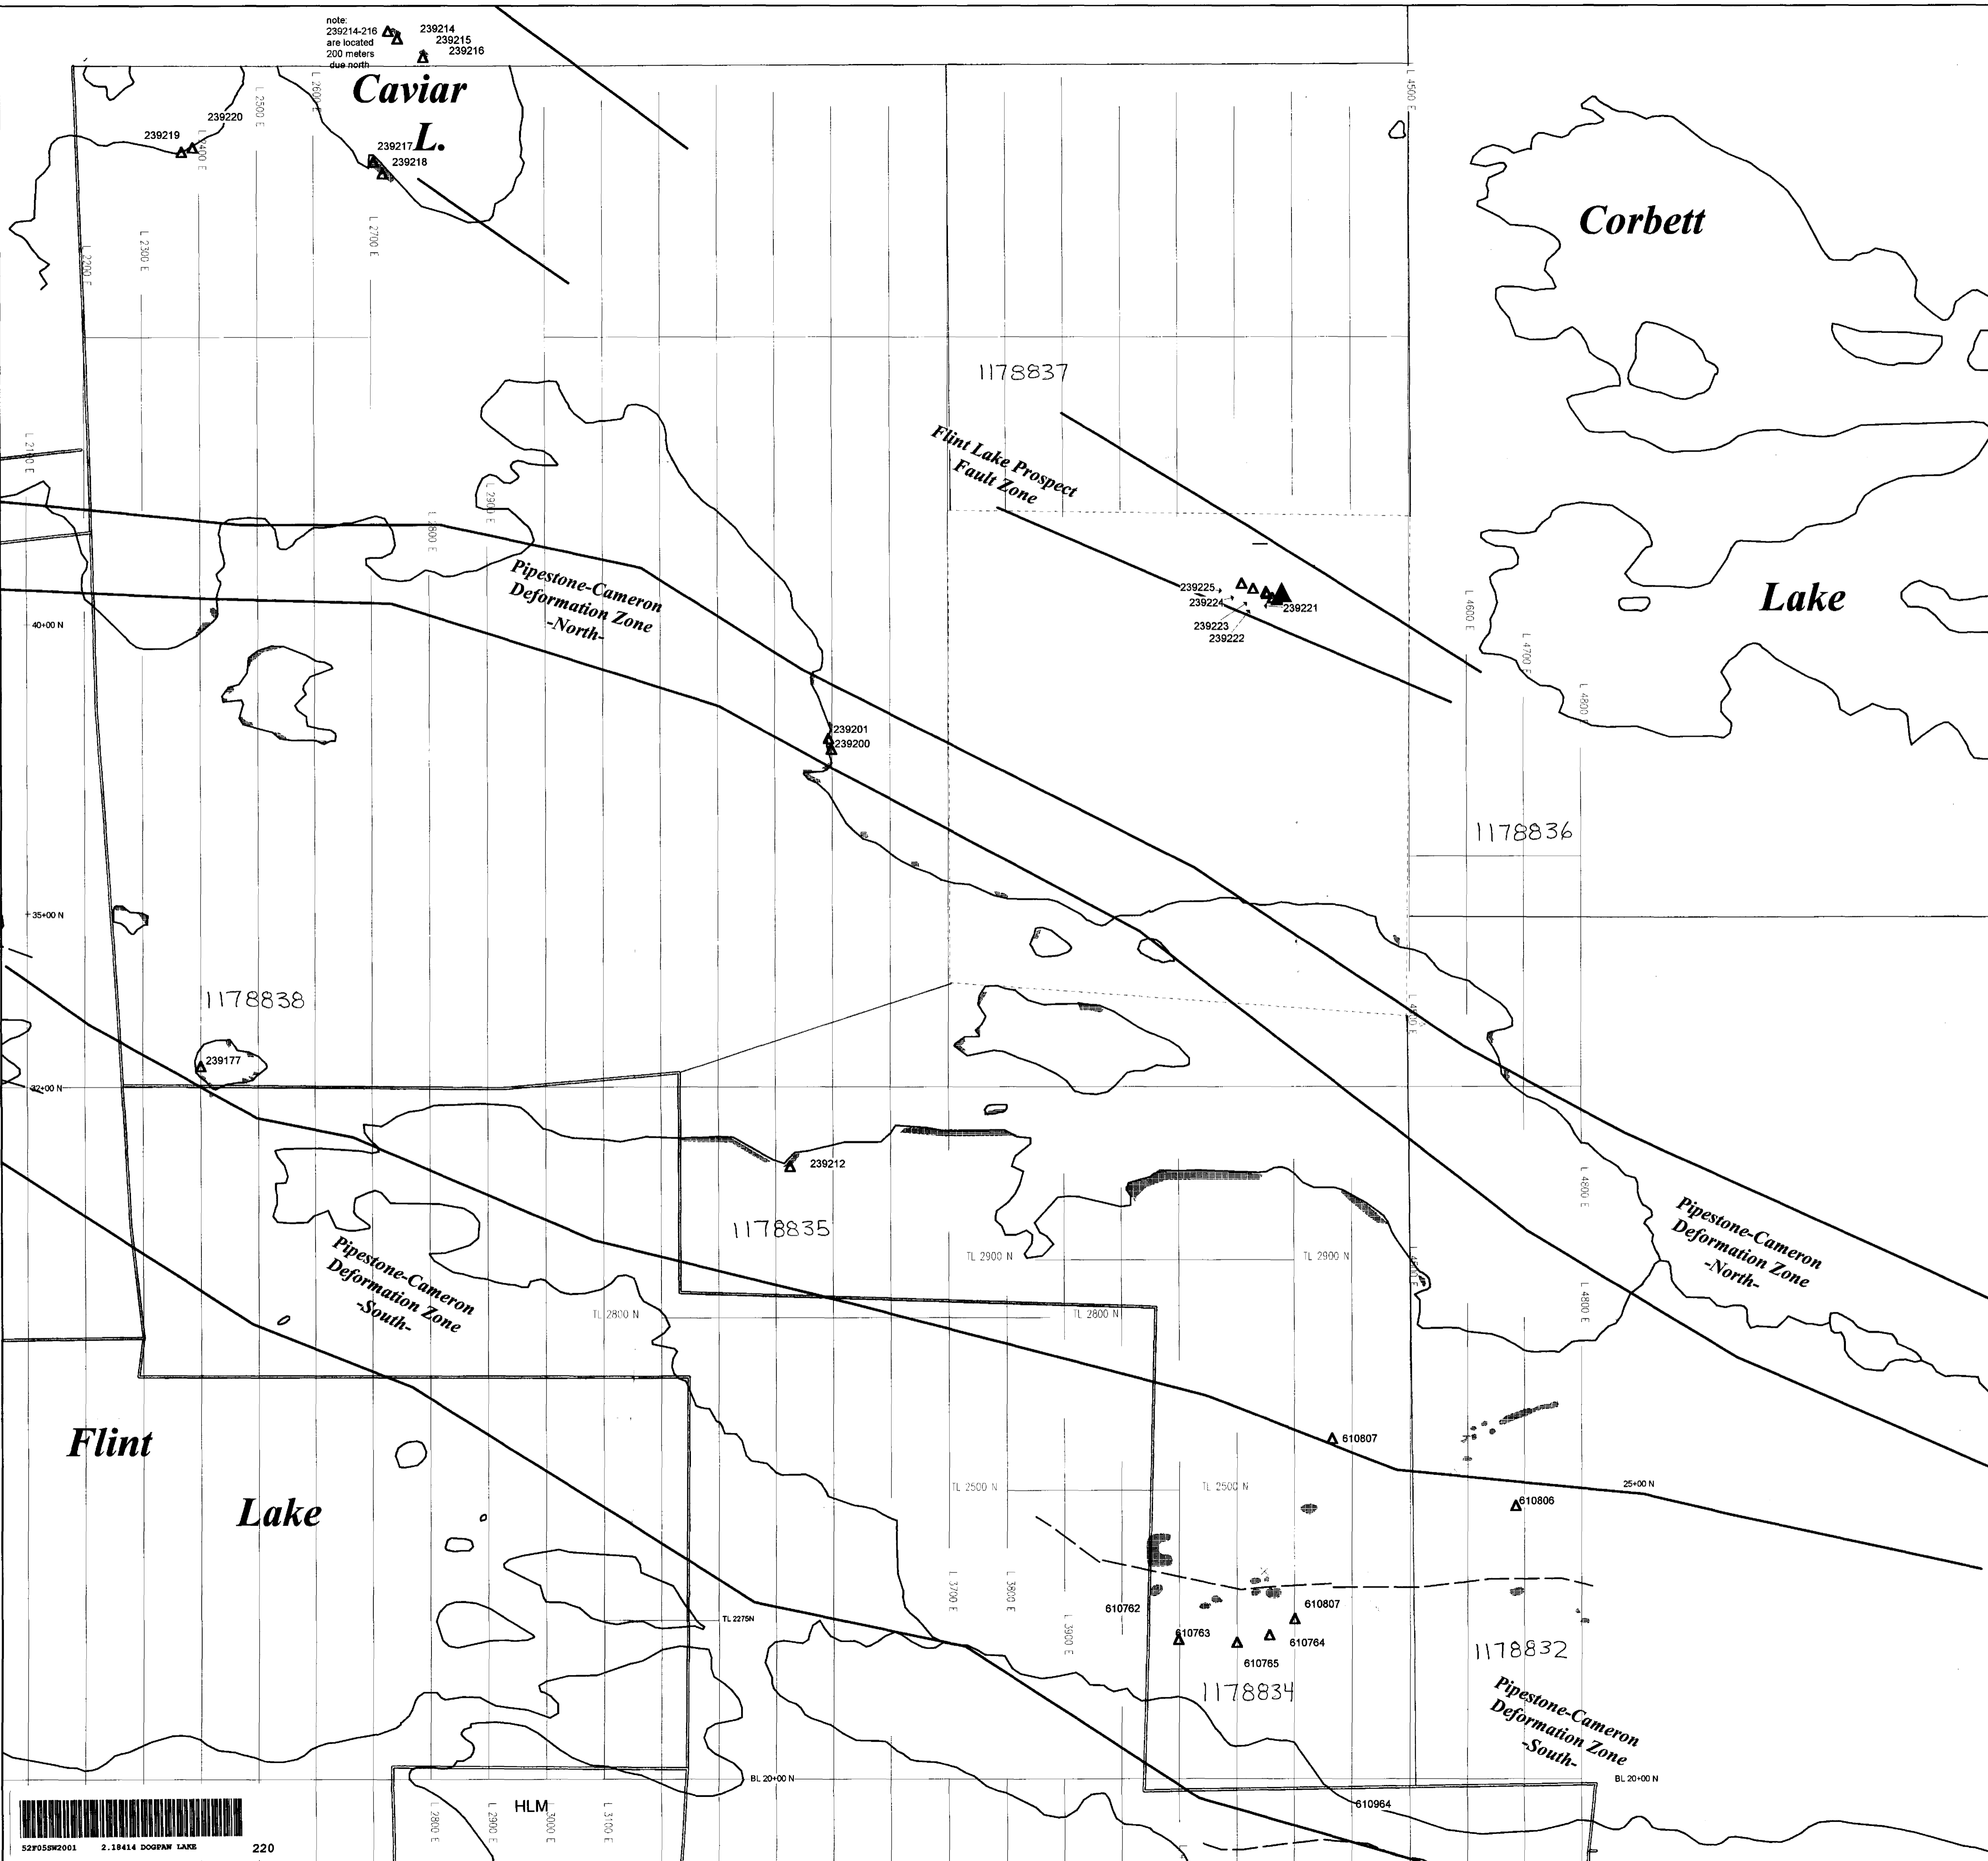 note:
239214-216
are located
200 meters
due north
239214
239215
239216
Caviar
L.
L 4500 E
L 2500 E
L 2600 E
239220
239219
L 2400 E
239217
239218
L 2300 E
L 2200 E
L 2700 E
Corbett
1178837
Flint Lake Prospect
Fault Zone
L 2100 E
L 2900 E
L 2800 E
Pipestone-Cameron
Deformation Zone
-North-
239225
239224
239221
239223
239222
Lake
L 4600 E
L 4700 E
L 4800 E
40+00 N
239201
239200
1178836
35+00 N
1178838
239177
32+00 N
239212
1178835
L 4800 E
Pipestone-Cameron
Deformation Zone
-North-
TL 2900 N
TL 2900 N
Pipestone-Cameron
Deformation Zone
-South-
TL 2800 N
TL 2800 N
L 4800 E
Flint
610807
TL 2500 N
TL 2500 N
25+00 N
610806
Lake
L 3700 E
L 3800 E
L 3900 E
TL 2275N
610762
610807
610763
610764
610765
1178832
1178834
Pipestone-Cameron
Deformation Zone
-South-
BL 20+00 N
BL 20+00 N
610964
HLM
L 2800 E
L 2900 E
L 3000 E
L 3100 E
52F05SW2001 2.18414 DOGPAW LAKE
220